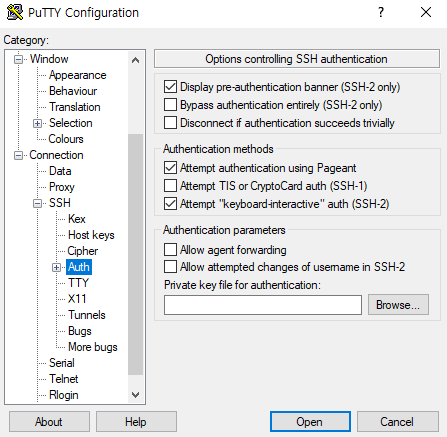 PuTTY Configuration
Category:
Window
Appearance
Behaviour
Translation
Selection
Colours
Connection
Data
Proxy
SSH
Kex
Host keys
Cipher
Auth
TTY
X11
Tunnels
Bugs
More bugs
Serial
Telnet
Rlogin
Options controlling SSH authentication
Display pre-authentication banner (SSH-2 only)
Bypass authentication entirely (SSH-2 only)
Disconnect if authentication succeeds trivially
Authentication methods
Attempt authentication using Pageant
Attempt TIS or CryptoCard auth (SSH-1)
Attempt "keyboard-interactive" auth (SSH-2)
Authentication parameters
Allow agent forwarding
Allow attempted changes of username in SSH-2
Private key file for authentication:
Browse...
About
Help
Open
Cancel